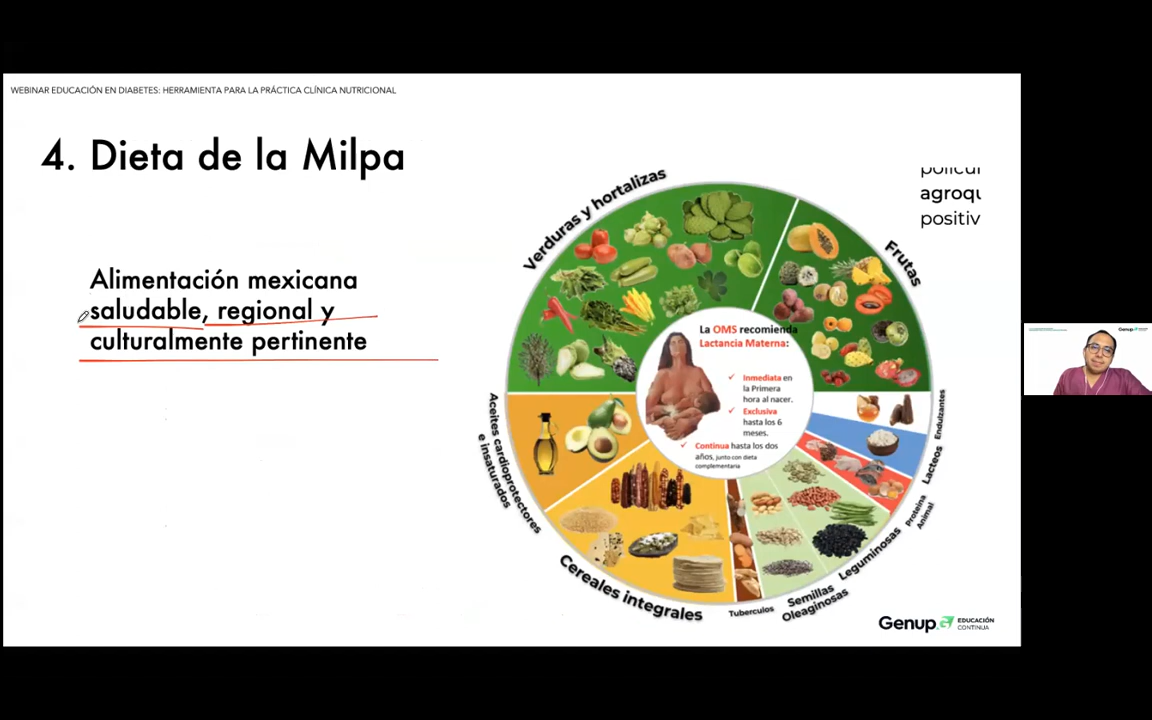 WEBINAR EDUCACIÓN EN DIABETES: HERRAMIENTA PARA LA PRÁCTICA CLÍNICA NUTRICIONAL
4. Dieta de la Milpa
Alimentación mexicana
saludable, regional y
culturalmente pertinente
Verduras y hortalizas
Frutas
Endulzantes
Lacteos
Proteína
Animal
Leguminosas
Semillas
Oleaginosas
Tuberculos
Cereales integrales
Aceites cardioprotectores
e insaturados
La OMS recomienda
Lactancia Materna:
✓ Inmediata en
la Primera
hora al nacer.
✓ Exclusiva
hasta los 6
meses.
✓ Continua hasta los dos
años, junto con dieta
complementaria
agroqu
positiv
Genup. EDUCACIÓN
CONTINUA
Genup.